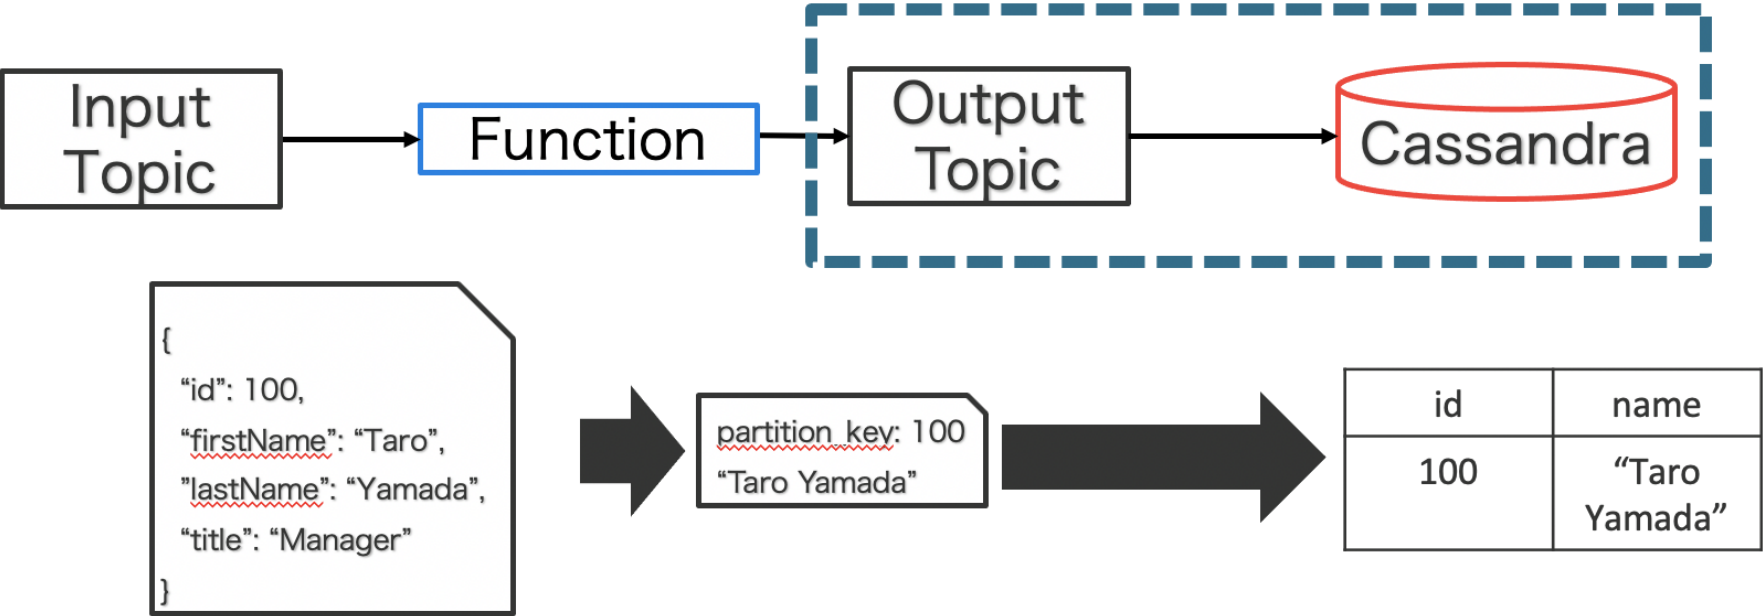 Input
Topic
Function
Output
Topic
Cassandra
{
“id”: 100,
“firstName”: “Taro”,
”lastName”: “Yamada”,
“title”: “Manager”
}
partition_key: 100
“Taro Yamada”
id name
100 “Taro
Yamada”